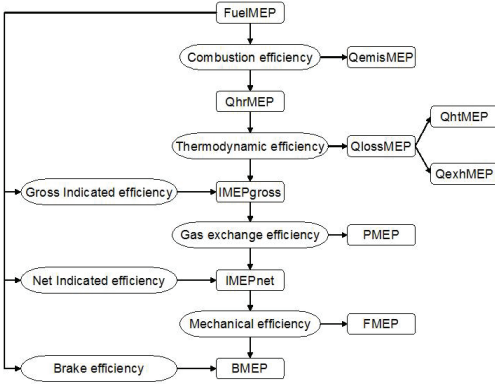 FuelMEP
Combustion efficiency
QemisMEP
QhrMEP
QhtMEP
Thermodynamic efficiency
QlossMEP
QexhMEP
Gross Indicated efficiency
IMEPgross
Gas exchange efficiency
PMEP
Net Indicated efficiency
IMEPnet
Mechanical efficiency
FMEP
Brake efficiency
BMEP